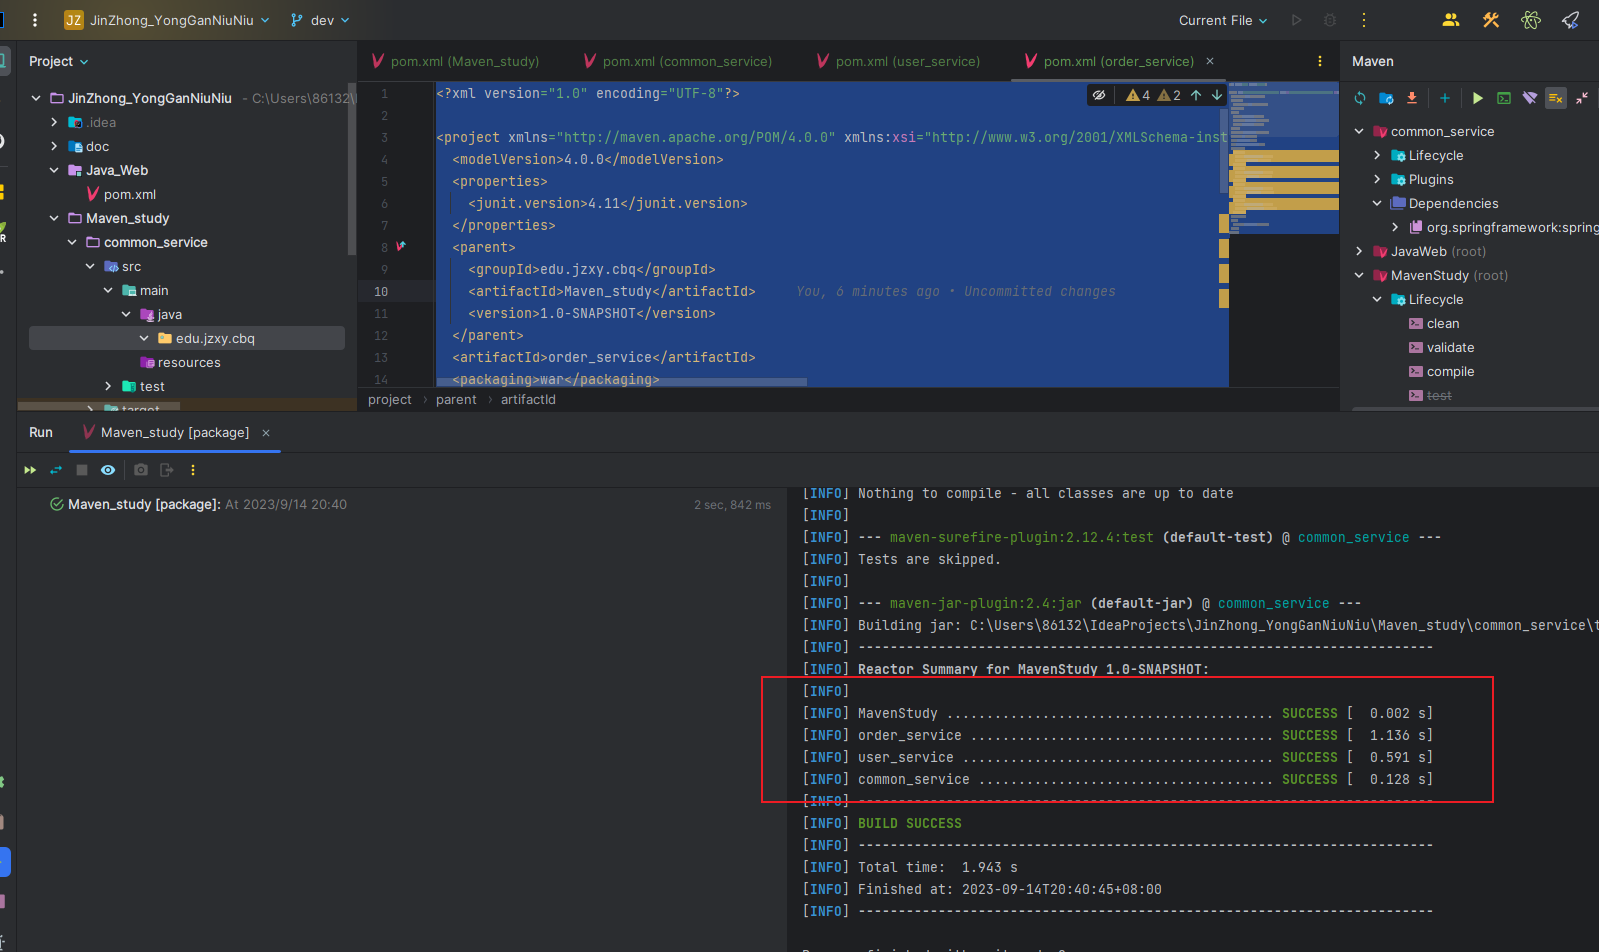 JZ JinZhong_YongGanNiuNiu dev Current File
Project
JinZhong_YongGanNiuNiu - C:\Users\86132\
.idea
doc
Java_Web
pom.xml
Maven_study
common_service
src
main
java
edu.jzxy.cbq
resources
test
target
pom.xml (Maven_study) pom.xml (common_service) pom.xml (user_service) pom.xml (order_service)
4 2
1 <?xml version="1.0" encoding="UTF-8"?>
2
3 <project xmlns="http://maven.apache.org/POM/4.0.0" xmlns:xsi="http://www.w3.org/2001/XMLSchema-inst
4 <modelVersion>4.0.0</modelVersion>
5 <properties>
6 <junit.version>4.11</junit.version>
7 </properties>
8 <parent>
9 <groupId>edu.jzxy.cbq</groupId>
10 <artifactId>Maven_study</artifactId> You, 6 minutes ago • Uncommitted changes
11 <version>1.0-SNAPSHOT</version>
12 </parent>
13 <artifactId>order_service</artifactId>
14 <packaging>war</packaging>
project › parent › artifactId
Maven
common_service
Lifecycle
Plugins
Dependencies
org.springframework:spring
JavaWeb (root)
MavenStudy (root)
Lifecycle
clean
validate
compile
test
Run Maven_study [package]
Maven_study [package]: At 2023/9/14 20:40 2 sec, 842 ms
[INFO] Nothing to compile - all classes are up to date
[INFO]
[INFO] --- maven-surefire-plugin:2.12.4:test (default-test) @ common_service ---
[INFO] Tests are skipped.
[INFO]
[INFO] --- maven-jar-plugin:2.4:jar (default-jar) @ common_service ---
[INFO] Building jar: C:\Users\86132\IdeaProjects\JinZhong_YongGanNiuNiu\Maven_study\common_service\t
[INFO] ------------------------------------------------------------------------
[INFO] Reactor Summary for MavenStudy 1.0-SNAPSHOT:
[INFO]
[INFO] MavenStudy ......................................... SUCCESS [  0.002 s]
[INFO] order_service ...................................... SUCCESS [  1.136 s]
[INFO] user_service ....................................... SUCCESS [  0.591 s]
[INFO] common_service ..................................... SUCCESS [  0.128 s]
[INFO] ------------------------------------------------------------------------
[INFO] BUILD SUCCESS
[INFO] ------------------------------------------------------------------------
[INFO] Total time:  1.943 s
[INFO] Finished at: 2023-09-14T20:40:45+08:00
[INFO] ------------------------------------------------------------------------